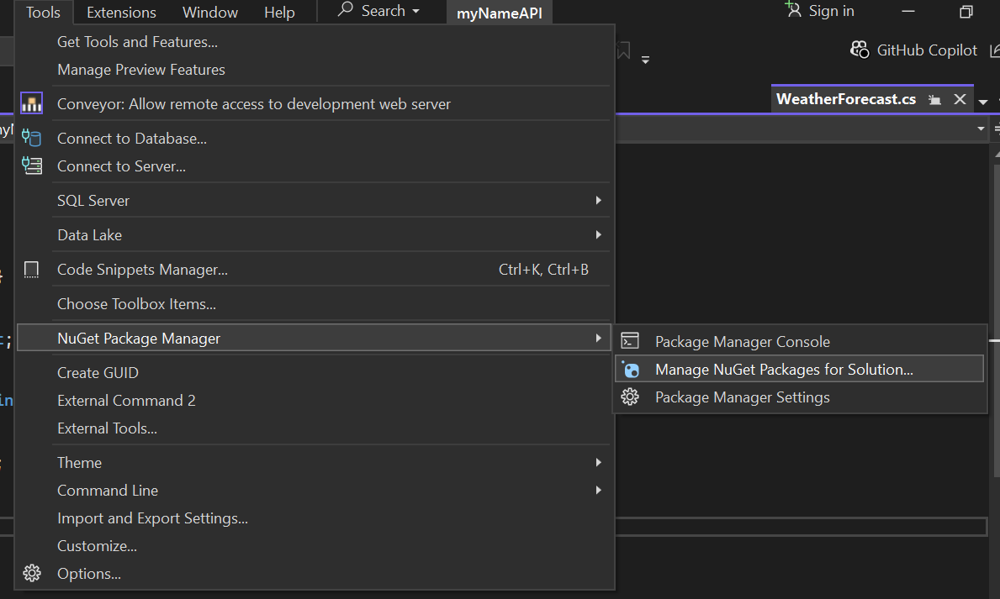 Tools Extensions Window Help Search myNameAPI Sign in
Get Tools and Features...
Manage Preview Features
GitHub Copilot
Conveyor: Allow remote access to development web server
WeatherForecast.cs
Connect to Database...
Connect to Server...
SQL Server
Data Lake
Code Snippets Manager... Ctrl+K, Ctrl+B
Choose Toolbox Items...
NuGet Package Manager
Package Manager Console
Manage NuGet Packages for Solution...
Package Manager Settings
Create GUID
External Command 2
External Tools...
Theme
Command Line
Import and Export Settings...
Customize...
Options...